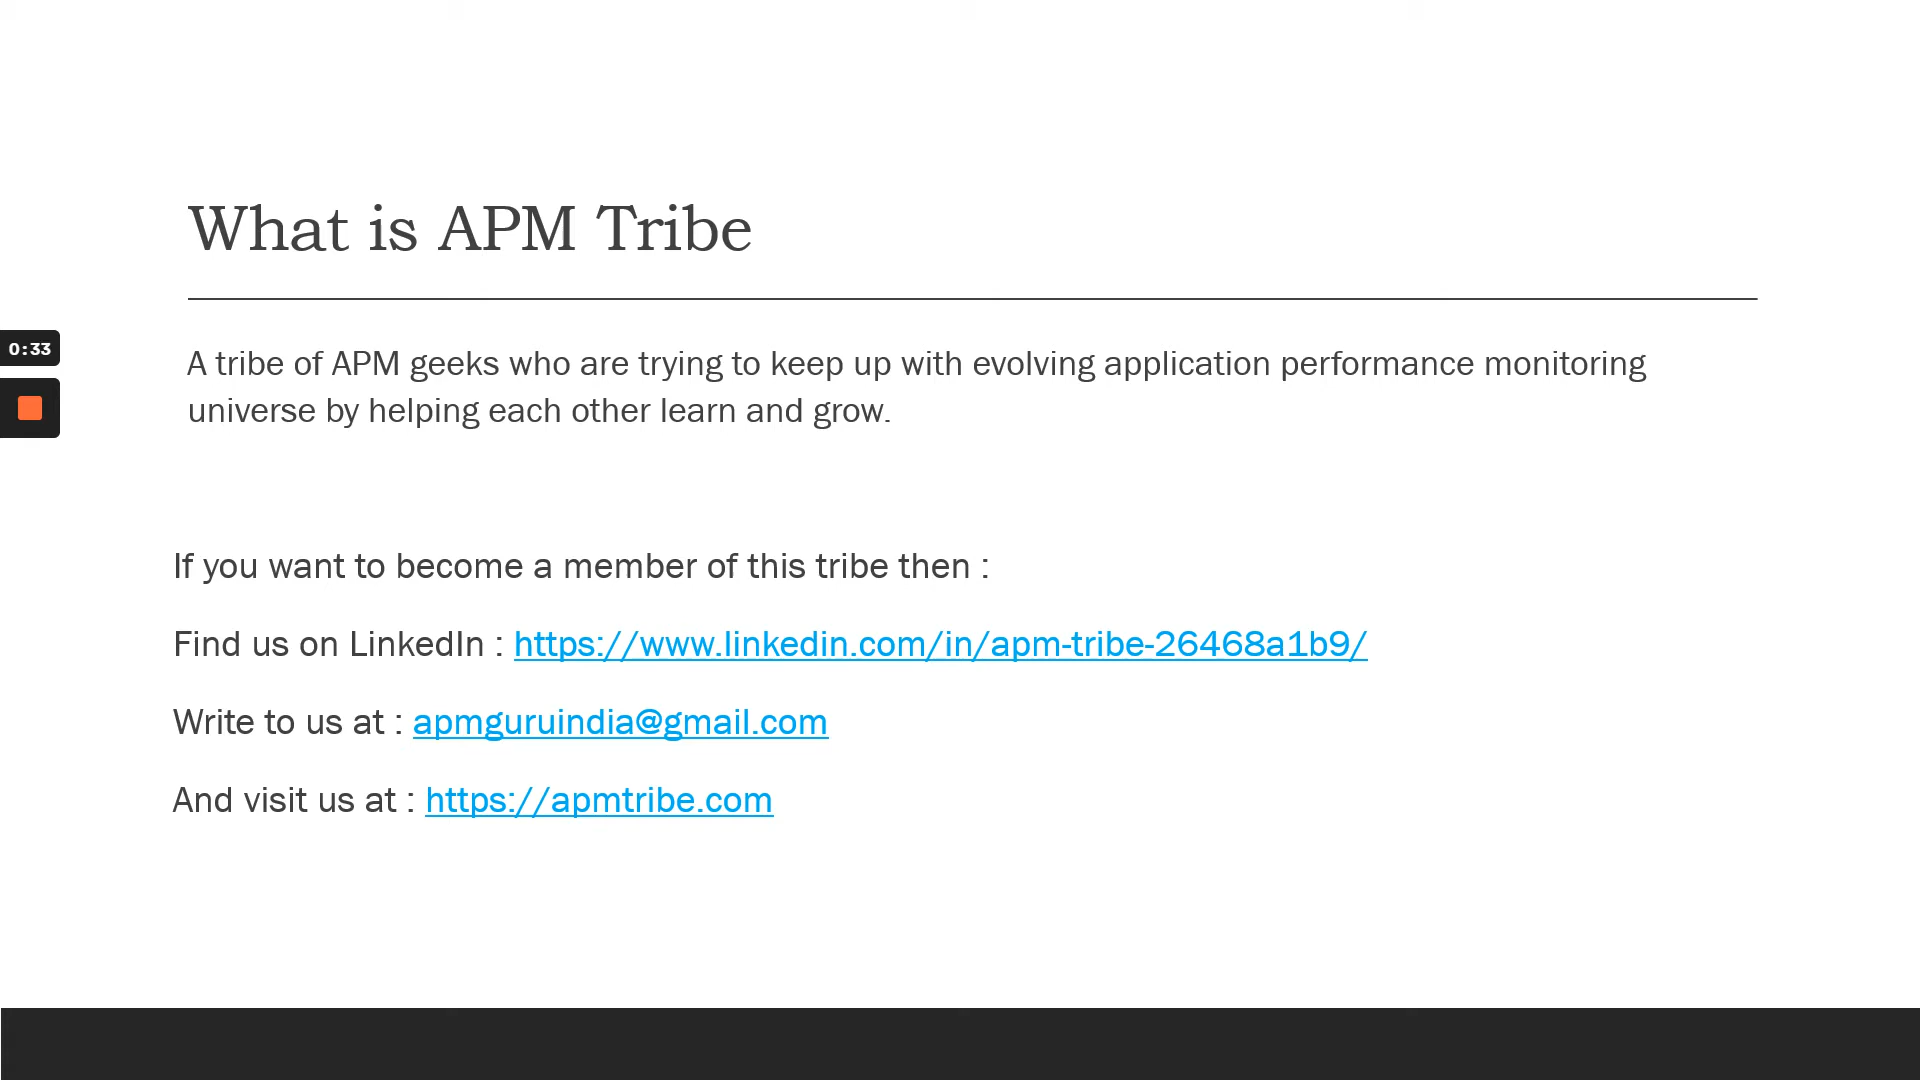 What is APM Tribe
0:33
A tribe of APM geeks who are trying to keep up with evolving application performance monitoring
universe by helping each other learn and grow.
If you want to become a member of this tribe then :
Find us on LinkedIn : https://www.linkedin.com/in/apm-tribe-26468a1b9/
Write to us at : apmguruindia@gmail.com
And visit us at : https://apmtribe.com